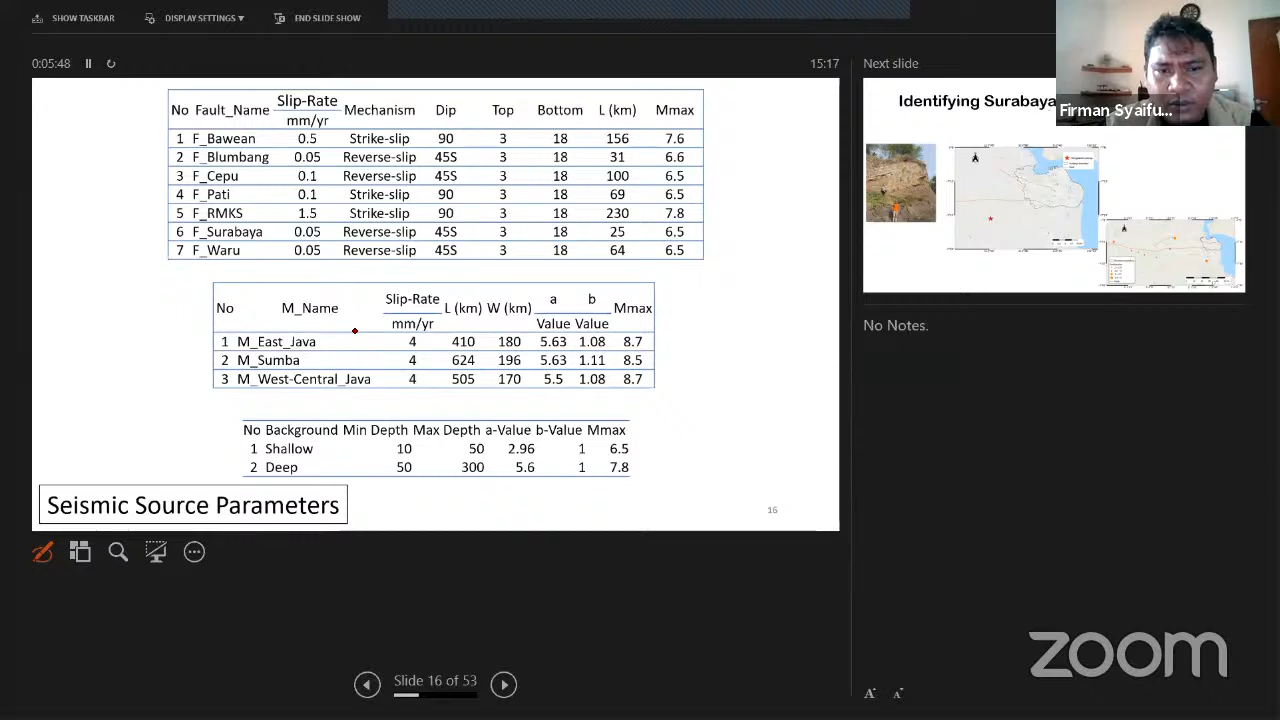 SHOW TASKBAR DISPLAY SETTINGS ▼ END SLIDE SHOW
0:05:48 15:17
No Fault_Name Slip-Rate mm/yr Mechanism Dip Top Bottom L (km) Mmax
1 F_Bawean 0.5 Strike-slip 90 3 18 156 7.6
2 F_Blumbang 0.05 Reverse-slip 45S 3 18 31 6.6
3 F_Cepu 0.1 Reverse-slip 45S 3 18 100 6.5
4 F_Pati 0.1 Strike-slip 90 3 18 69 6.5
5 F_RMKS 1.5 Strike-slip 90 3 18 230 7.8
6 F_Surabaya 0.05 Reverse-slip 45S 3 18 25 6.5
7 F_Waru 0.05 Reverse-slip 45S 3 18 64 6.5
No M_Name Slip-Rate mm/yr L (km) W (km) a Value b Value Mmax
1 M_East_Java 4 410 180 5.63 1.08 8.7
2 M_Sumba 4 624 196 5.63 1.11 8.5
3 M_West-Central_Java 4 505 170 5.5 1.08 8.7
No Background Min Depth Max Depth a-Value b-Value Mmax
1 Shallow 10 50 2.96 1 6.5
2 Deep 50 300 5.6 1 7.8
Seismic Source Parameters
16
Slide 16 of 53
Next slide
Identifying Surabaya
Firman Syaifu...
No Notes.
A A
zoom